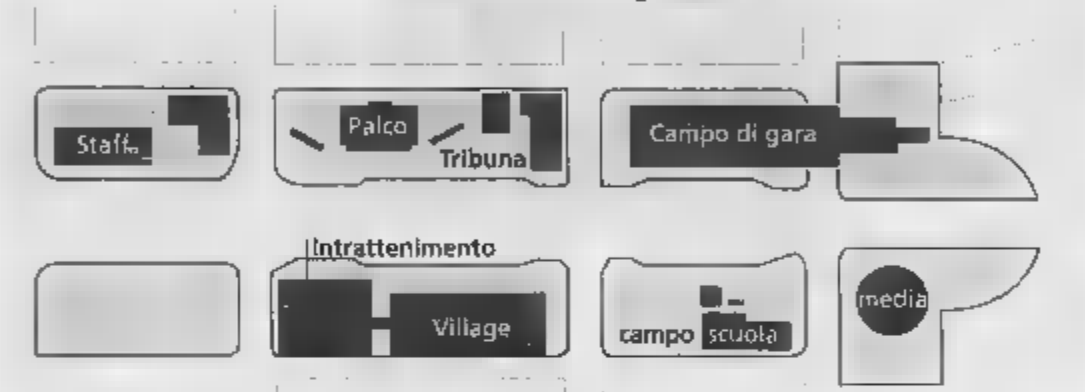 Staff
Palco
Tribuna
Campo di gara
Intrattenimento
Village
campo scuola
media